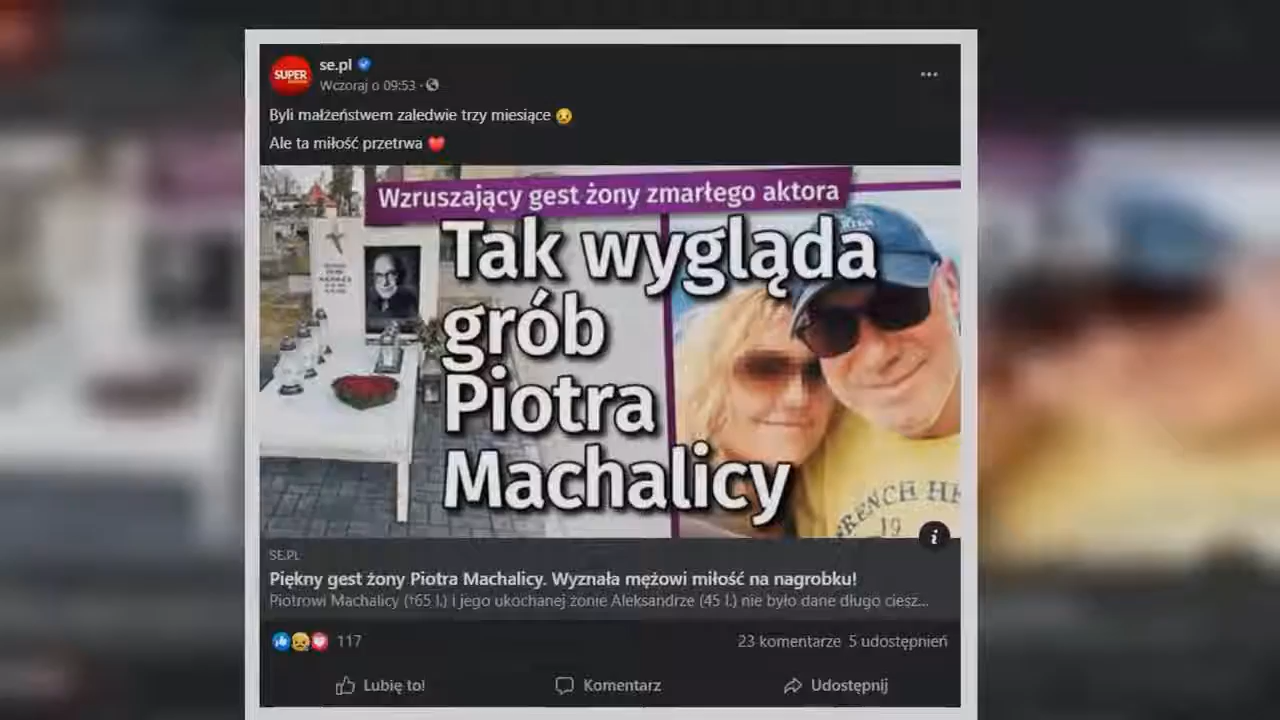 SUPER
se.pl
Wczoraj o 09:53
Byli małżeństwem zaledwie trzy miesiące
Ale ta miłość przetrwa
Wzruszający gest żony zmarłego aktora
Tak wygląda
grób
Piotra
Machalicy
FRENCH HE
19
SE.PL
Piękny gest żony Piotra Machalicy. Wyznała mężowi miłość na nagrobku!
Piotrowi Machalicy (†65 l.) i jego ukochanej żonie Aleksandrze (45 l.) nie było dane długo ciesz...
117
23 komentarze 5 udostępnień
Lubię to!
Komentarz
Udostępnij